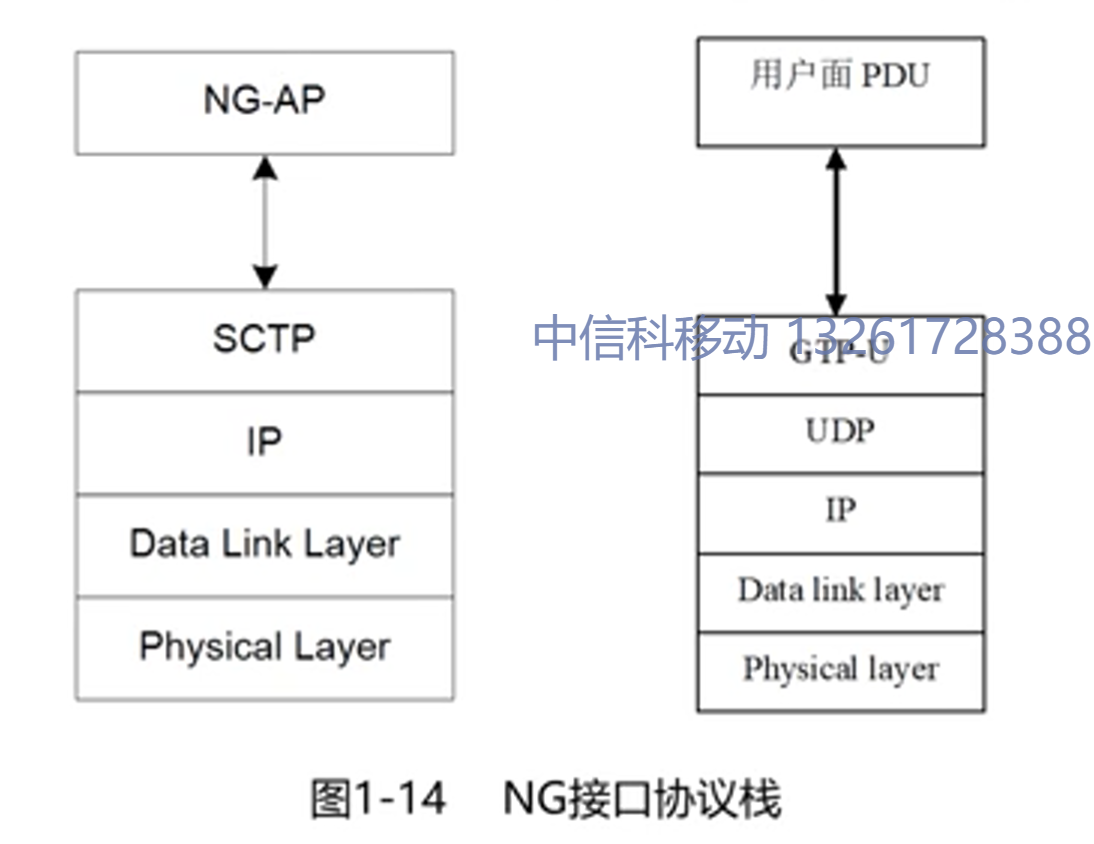 NG-AP
SCTP
IP
Data Link Layer
Physical Layer
用户面 PDU
中信科移动 13261728388
GTP-U
UDP
IP
Data link layer
Physical layer
图1-14 NG接口协议栈